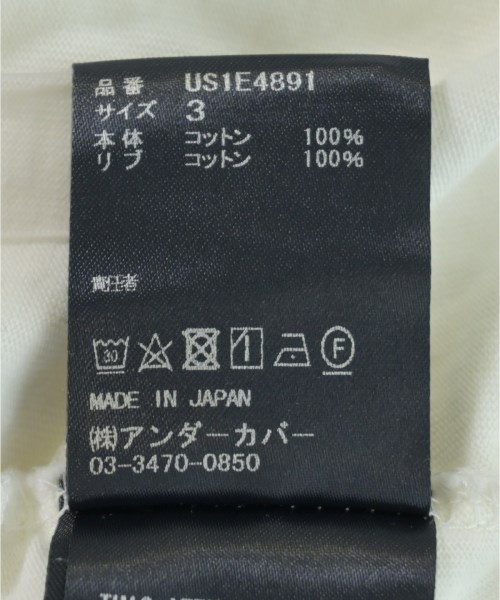 品番 US1E4891
サイズ 3
本体 コットン 100%
リブ コットン 100%
責任者
30
F
MADE IN JAPAN
(株)アンダーカバー
03-3470-0850